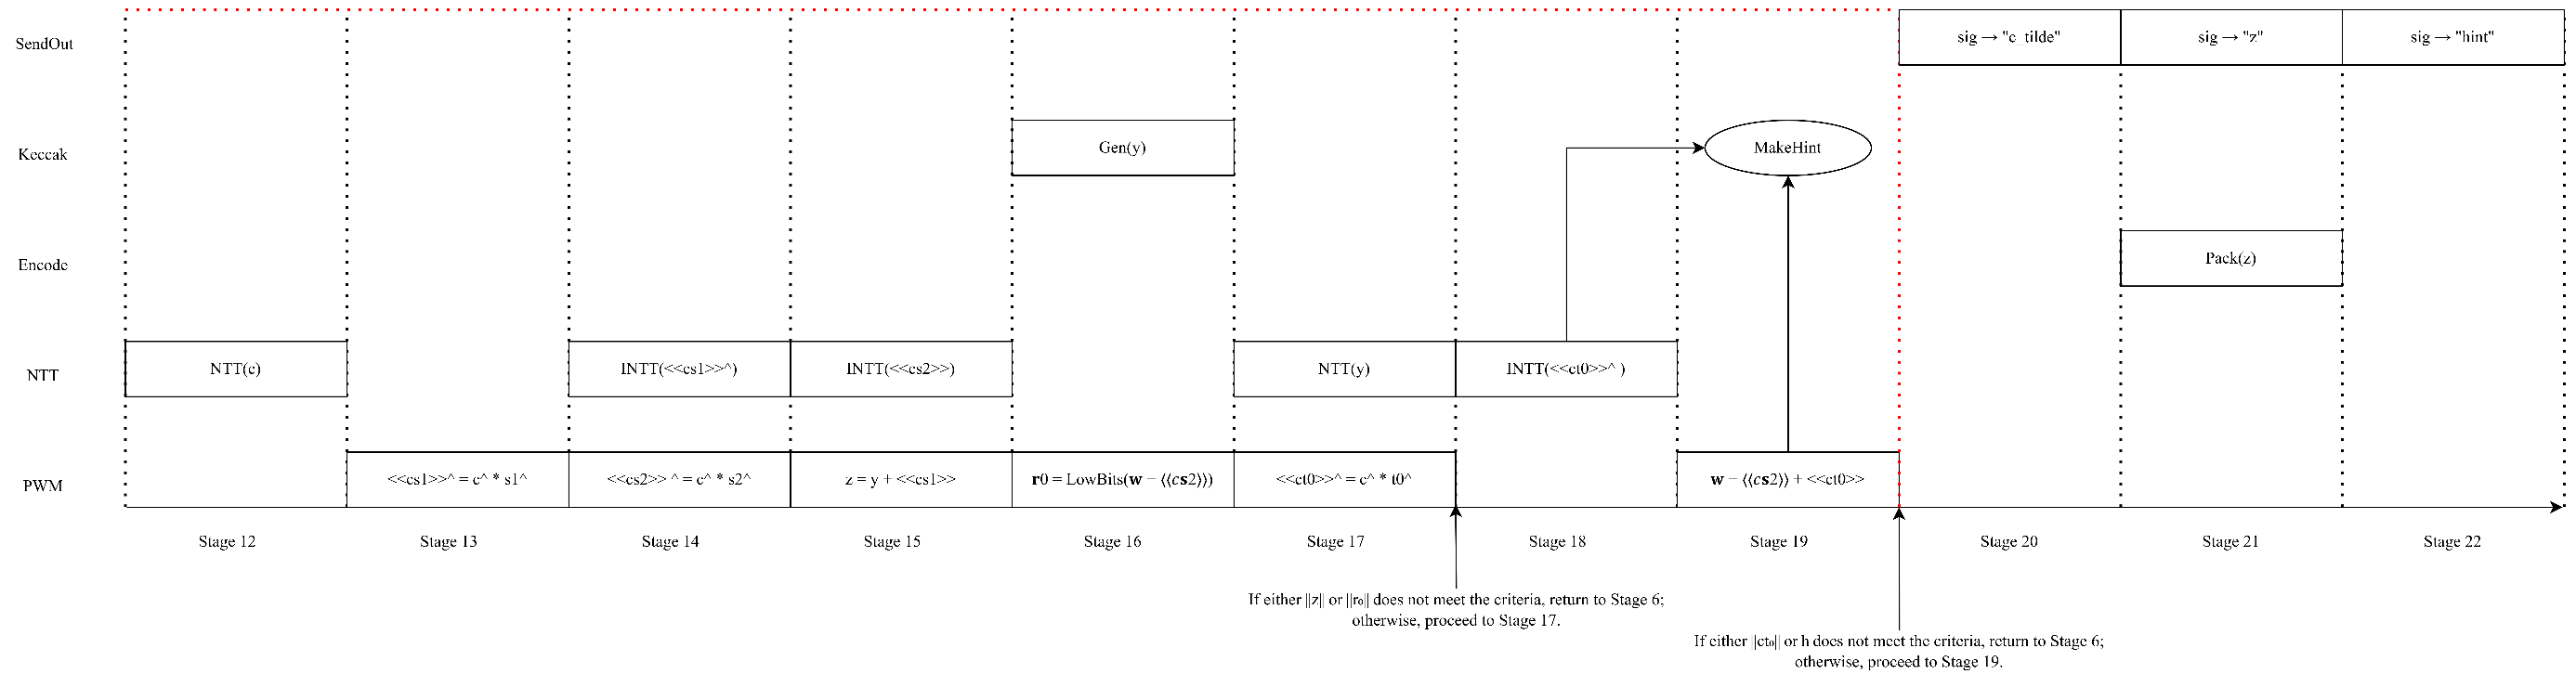 SendOut
sig → "c_tilde"
sig → "z"
sig → "hint"
Keccak
Gen(y)
MakeHint
Encode
Pack(z)
NTT
NTT(c)
INTT(<<cs1>>^)
INTT(<<cs2>>)
NTT(y)
INTT(<<ct0>>^ )
PWM
<<cs1>>^ = c^ * s1^
<<cs2>> ^ = c^ * s2^
z = y + <<cs1>>
r0 = LowBits(w − ⟨⟨cs2⟩⟩)
<<ct0>>^ = c^ * t0^
w − ⟨⟨cs2⟩⟩ + <<ct0>>
Stage 12
Stage 13
Stage 14
Stage 15
Stage 16
Stage 17
Stage 18
Stage 19
Stage 20
Stage 21
Stage 22
If either ||z|| or ||r₀|| does not meet the criteria, return to Stage 6;
otherwise, proceed to Stage 17.
If either ||ct₀|| or h does not meet the criteria, return to Stage 6;
otherwise, proceed to Stage 19.